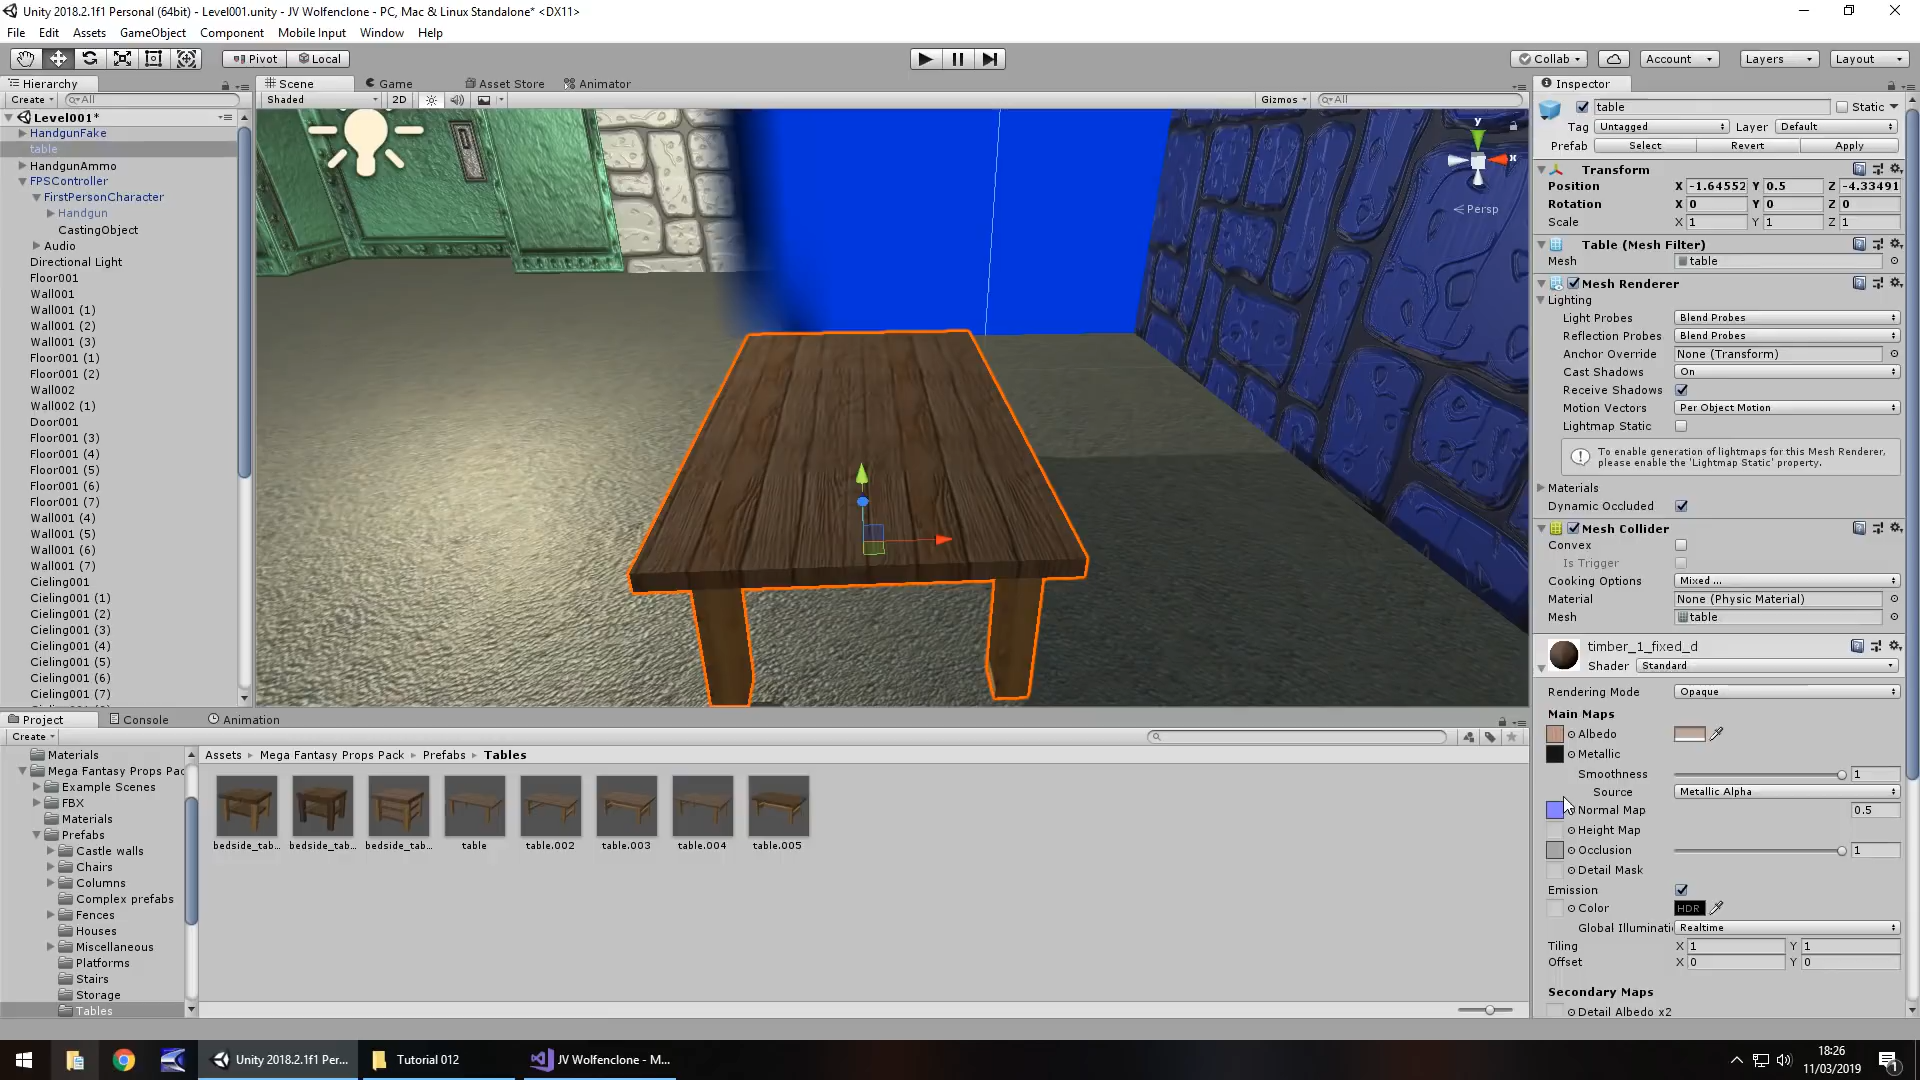 Unity 2018.2.1f1 Personal (64bit) - Level001.unity - JV Wolfenclone - PC, Mac & Linux Standalone* <DX11>
File Edit Assets GameObject Component Mobile Input Window Help
Pivot Local Collab Account Layers Layout
Hierarchy
Create All
Level001*
HandgunFake
table
HandgunAmmo
FPSController
FirstPersonCharacter
Handgun
CastingObject
Audio
Directional Light
Floor001
Wall001
Wall001 (1)
Wall001 (2)
Wall001 (3)
Floor001 (1)
Floor001 (2)
Wall002
Wall002 (1)
Door001
Floor001 (3)
Floor001 (4)
Floor001 (5)
Floor001 (6)
Floor001 (7)
Wall001 (4)
Wall001 (5)
Wall001 (6)
Wall001 (7)
Cieling001
Cieling001 (1)
Cieling001 (2)
Cieling001 (3)
Cieling001 (4)
Cieling001 (5)
Cieling001 (6)
Cieling001 (7)
Scene Game Asset Store Animator
Shaded 2D Gizmos All
y
x
Persp
Inspector
table Static
Tag Untagged Layer Default
Prefab Select Revert Apply
Transform
Position X -1.64552 Y 0.5 Z -4.33491
Rotation X 0 Y 0 Z 0
Scale X 1 Y 1 Z 1
Table (Mesh Filter)
Mesh table
Mesh Renderer
Lighting
Light Probes Blend Probes
Reflection Probes Blend Probes
Anchor Override None (Transform)
Cast Shadows On
Receive Shadows
Motion Vectors Per Object Motion
Lightmap Static
To enable generation of lightmaps for this Mesh Renderer,
please enable the 'Lightmap Static' property.
Materials
Dynamic Occluded
Mesh Collider
Convex
Is Trigger
Cooking Options Mixed ...
Material None (Physic Material)
Mesh table
timber_1_fixed_d
Shader Standard
Rendering Mode Opaque
Main Maps
Albedo
Metallic
Smoothness 1
Source Metallic Alpha
Normal Map 0.5
Height Map
Occlusion 1
Detail Mask
Emission
Color HDR
Global Illuminati Realtime
Tiling X 1 Y 1
Offset X 0 Y 0
Secondary Maps
Detail Albedo x2
Project Console Animation
Create
Materials
Mega Fantasy Props Pac
Example Scenes
FBX
Materials
Prefabs
Castle walls
Chairs
Columns
Complex prefabs
Fences
Houses
Miscellaneous
Platforms
Stairs
Storage
Tables
Assets Mega Fantasy Props Pack Prefabs Tables
bedside_tab... bedside_tab... bedside_tab... table table.002 table.003 table.004 table.005
Unity 2018.2.1f1 Per... Tutorial 012 JV Wolfenclone - M...
18:26
11/03/2019
1